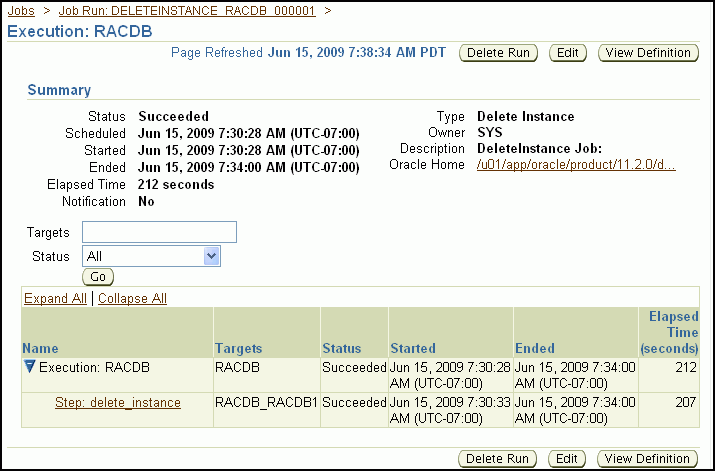 Jobs > Job Run: DELETEINSTANCE_RACDB_000001 >
Execution: RACDB
Page Refreshed Jun 15, 2009 7:38:34 AM PDT Delete Run Edit View Definition
Summary
Status Succeeded
Scheduled Jun 15, 2009 7:30:28 AM (UTC-07:00)
Started Jun 15, 2009 7:30:28 AM (UTC-07:00)
Ended Jun 15, 2009 7:34:00 AM (UTC-07:00)
Elapsed Time 212 seconds
Notification No
Type Delete Instance
Owner SYS
Description DeleteInstance Job:
Oracle Home /u01/app/oracle/product/11.2.0/d...
Targets
Status All
Go
Expand All | Collapse All
Name Targets Status Started Ended Elapsed Time (seconds)
Execution: RACDB RACDB Succeeded Jun 15, 2009 7:30:28 AM (UTC-07:00) Jun 15, 2009 7:34:00 AM (UTC-07:00) 212
Step: delete_instance RACDB_RACDB1 Succeeded Jun 15, 2009 7:30:33 AM (UTC-07:00) Jun 15, 2009 7:34:00 AM (UTC-07:00) 207
Delete Run Edit View Definition